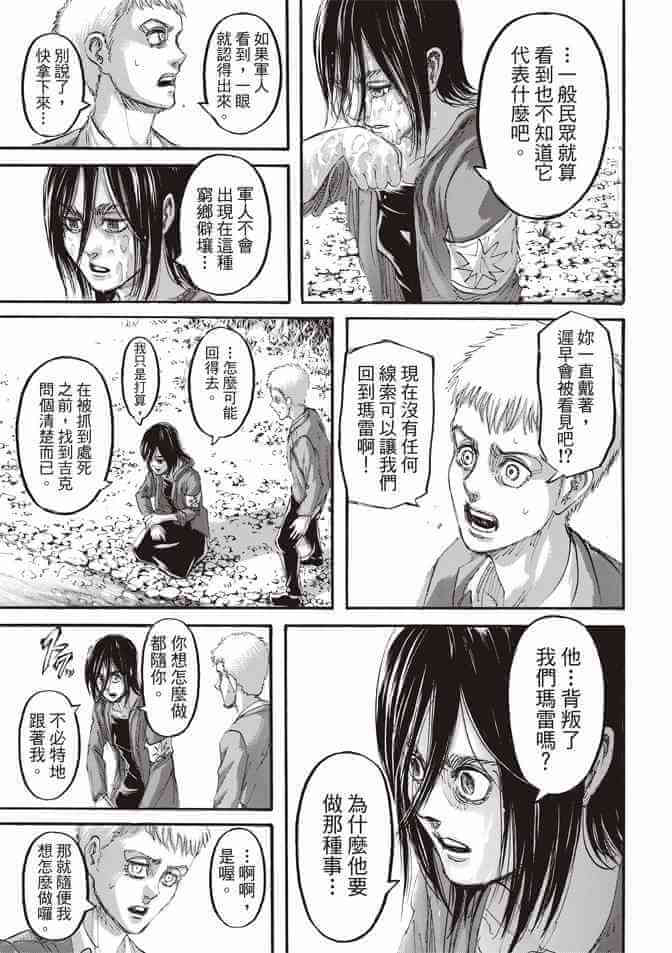 …一般民眾就算
看到也不知道它
代表什麼吧。
如果軍人
看到，一眼
就認得出來。
別說了，
快拿下來…
軍人不會
出現在這種
窮鄉僻壤…
妳一直戴著，
遲早會被看見吧!?
現在沒有任何
線索可以讓我們
回到瑪雷啊！
…怎麼可能
回得去。
我只是打算，
在被抓到處死
之前，找到吉克
問個清楚而已。
他…背叛了
我們瑪雷嗎？
為什麼他要
做那種事…
你想怎麼做
都隨你。
不必特地
跟著我。
…啊啊，
是喔。
那就隨便我
想怎麼做囉。